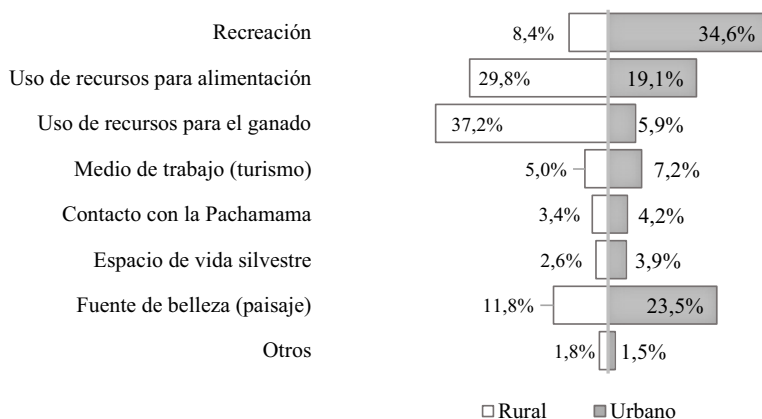 Recreación 8,4% 34,6%
Uso de recursos para alimentación 29,8% 19,1%
Uso de recursos para el ganado 37,2% 5,9%
Medio de trabajo (turismo) 5,0% 7,2%
Contacto con la Pachamama 3,4% 4,2%
Espacio de vida silvestre 2,6% 3,9%
Fuente de belleza (paisaje) 11,8% 23,5%
Otros 1,8% 1,5%
Rural Urbano